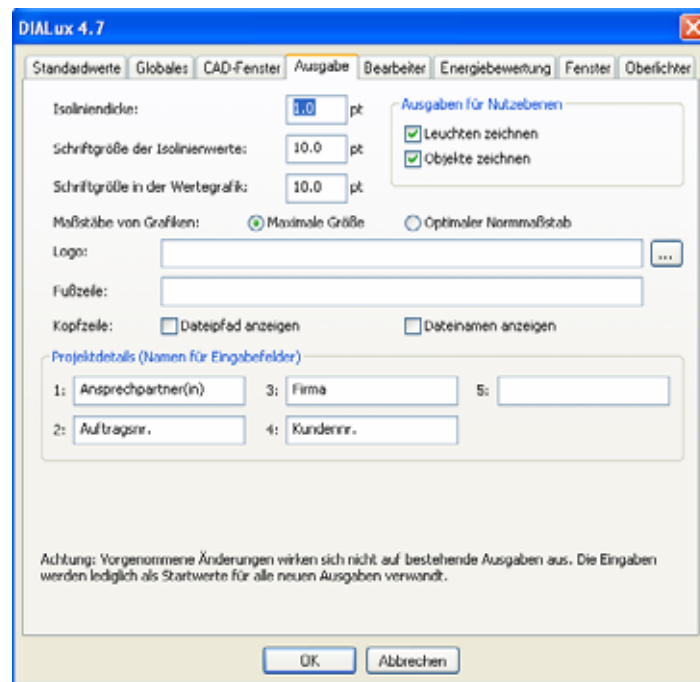 DIALux 4.7
Standardwerte Globales CAD-Fenster Ausgabe Bearbeiter Energiebewertung Fenster Oberlichter
Isoliniendicke: 1.0 pt
Ausgaben für Nutzebenen
Leuchten zeichnen
Schriftgröße der Isolinienwerte: 10.0 pt
Objekte zeichnen
Schriftgröße in der Wertegrafik: 10.0 pt
Maßstäbe von Grafiken: Maximale Größe Optimaler Normmaßstab
Logo: ...
Fußzeile:
Kopfzeile: Dateipfad anzeigen Dateinamen anzeigen
Projektdetails (Namen für Eingabefelder)
1: Ansprechpartner(in) 3: Firma 5:
2: Auftragsnr. 4: Kundennr.
Achtung: Vorgenommene Änderungen wirken sich nicht auf bestehende Ausgaben aus. Die Eingaben
werden lediglich als Startwerte für alle neuen Ausgaben verwandt.
OK Abbrechen